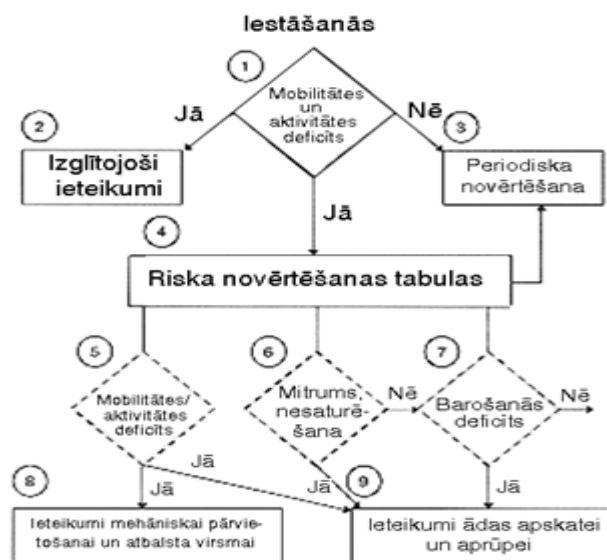 Iestāšanās
1
Mobilitātes
un
aktivitātes
deficīts
Jā
Nē
2
Izglītojoši
ieteikumi
3
Periodiska
novērtēšana
Jā
4
Riska novērtēšanas tabulas
5
Mobilitātes/
aktivitātes
deficīts
6
Mitrums,
nesaturē-
šana
Nē
7
Barošanās
deficīts
Nē
Jā
Jā
Jā
Jā
8
Ieteikumi mehāniskai pārvie-
tošanai un atbalsta virsmai
9
Ieteikumi ādas apskatei
un aprūpei